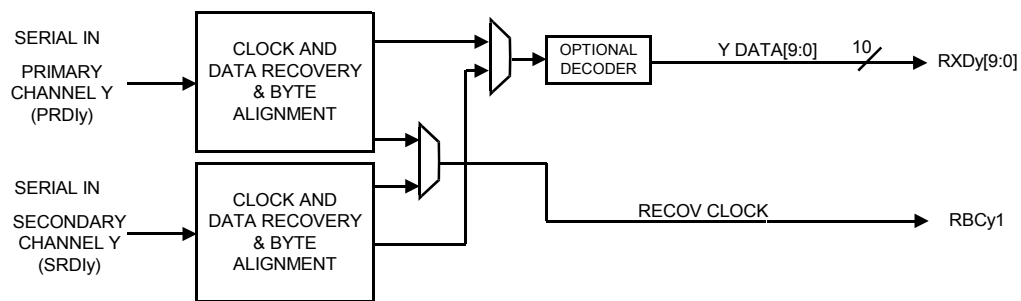 SERIAL IN
PRIMARY
CHANNEL Y
(PRDIy)
CLOCK AND
DATA RECOVERY
& BYTE
ALIGNMENT
OPTIONAL
DECODER
Y DATA[9:0]
10
RXDy[9:0]
SERIAL IN
SECONDARY
CHANNEL Y
(SRDIy)
CLOCK AND
DATA RECOVERY
& BYTE
ALIGNMENT
RECOV CLOCK
RBCy1